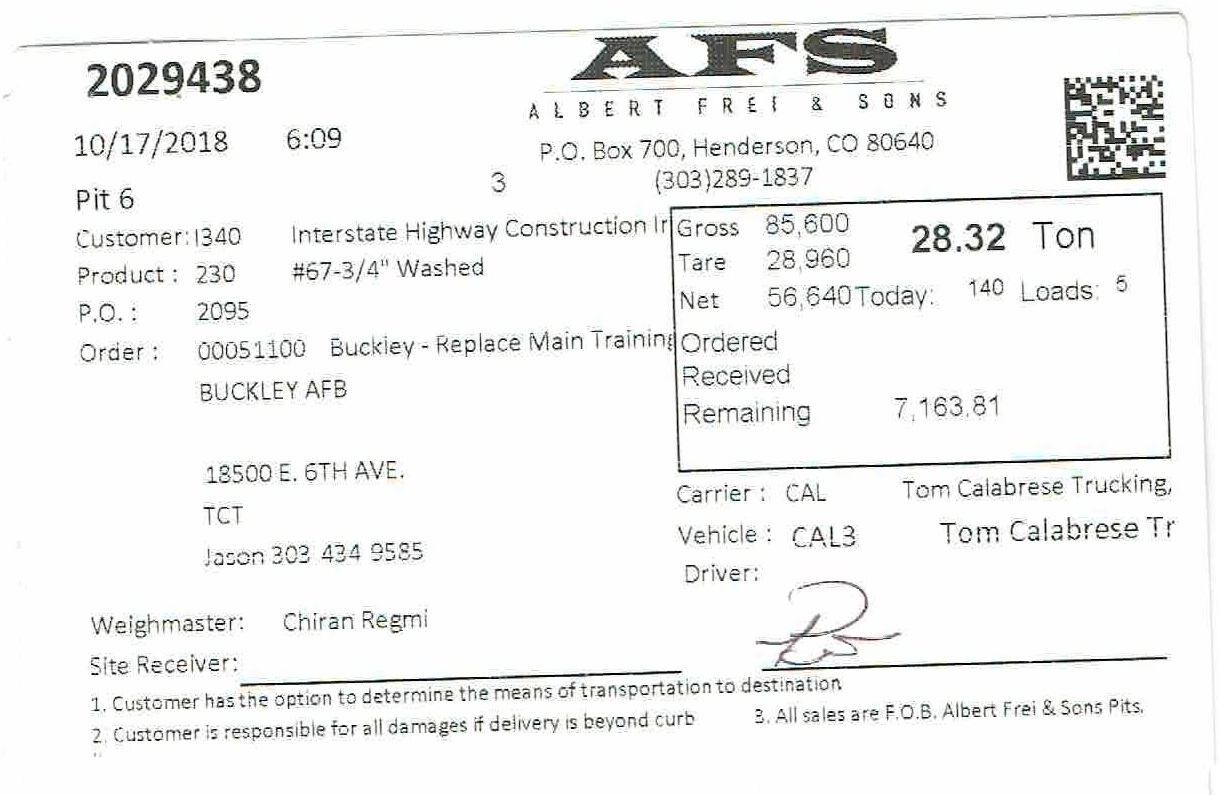 2029438
AFS
ALBERT FREI & SONS
10/17/2018 6:09
P.O. Box 700, Henderson, CO 80640
(303)289-1837
Pit 6
3
Customer: I340 Interstate Highway Construction Ir
Product : 230 #67-3/4" Washed
P.O. : 2095
Order : 00051100 Buckley - Replace Main Training
BUCKLEY AFB
18500 E. 6TH AVE.
TCT
Jason 303 434 9585
Gross 85,600 28.32 Ton
Tare 28,960
Net 56,640 Today: 140 Loads: 5
Ordered
Received
Remaining 7,163.81
Carrier : CAL Tom Calabrese Trucking,
Vehicle : CAL3 Tom Calabrese Tr
Driver:
Weighmaster: Chiran Regmi
Site Receiver:
1. Customer has the option to determine the means of transportation to destination
2. Customer is responsible for all damages if delivery is beyond curb
3. All sales are F.O.B. Albert Frei & Sons Pits.